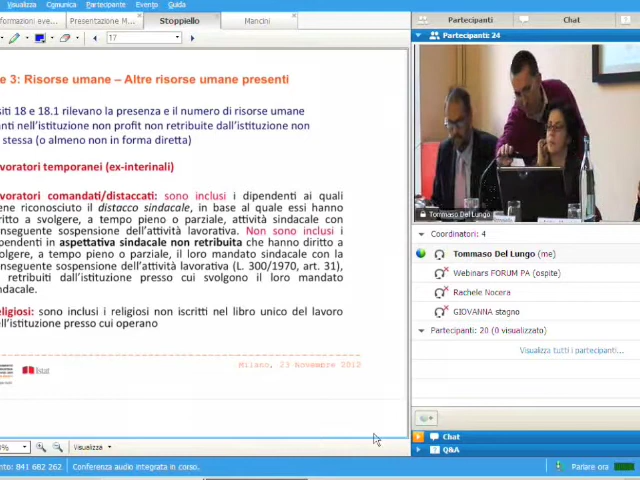 Visualizza Comunicazione Partecipante Evento Guida
formazioni eve... Presentazione M... Stoppiello Mancini
17
e 3: Risorse umane – Altre risorse umane presenti
siti 18 e 18.1 rilevano la presenza e il numero di risorse umane
anti nell'istituzione non profit non retribuite dall'istituzione non
stessa (o almeno non in forma diretta)
avoratori temporanei (ex-interinali)
avoratori comandati/distaccati: sono inclusi i dipendenti ai quali
ene riconosciuto il distacco sindacale, in base al quale essi hanno
ritto a svolgere, a tempo pieno o parziale, attività sindacale con
nseguente sospensione dell'attività lavorativa. Non sono inclusi i
pendenti in aspettativa sindacale non retribuita che hanno diritto a
volgere, a tempo pieno o parziale, il loro mandato sindacale con la
nseguente sospensione dell'attività lavorativa (L. 300/1970, art. 31),
retribuiti dall'istituzione presso cui svolgono il loro mandato
ndacale.
eligiosi: sono inclusi i religiosi non iscritti nel libro unico del lavoro
ell'istituzione presso cui operano
Istat
Milano, 23 novembre 2012
% Visualizza
nto: 841 682 262 Conferenza audio integrata in corso.
Partecipanti Chat
Partecipanti: 24
Tommaso Del Lungo
Coordinatori: 4
Tommaso Del Lungo (me)
Webinars FORUM PA (ospite)
Rachele Nocera
GIOVANNA stagno
Partecipanti: 20 (0 visualizzato)
Visualizza tutti i partecipanti...
Chat
Q&A
Parlare ora